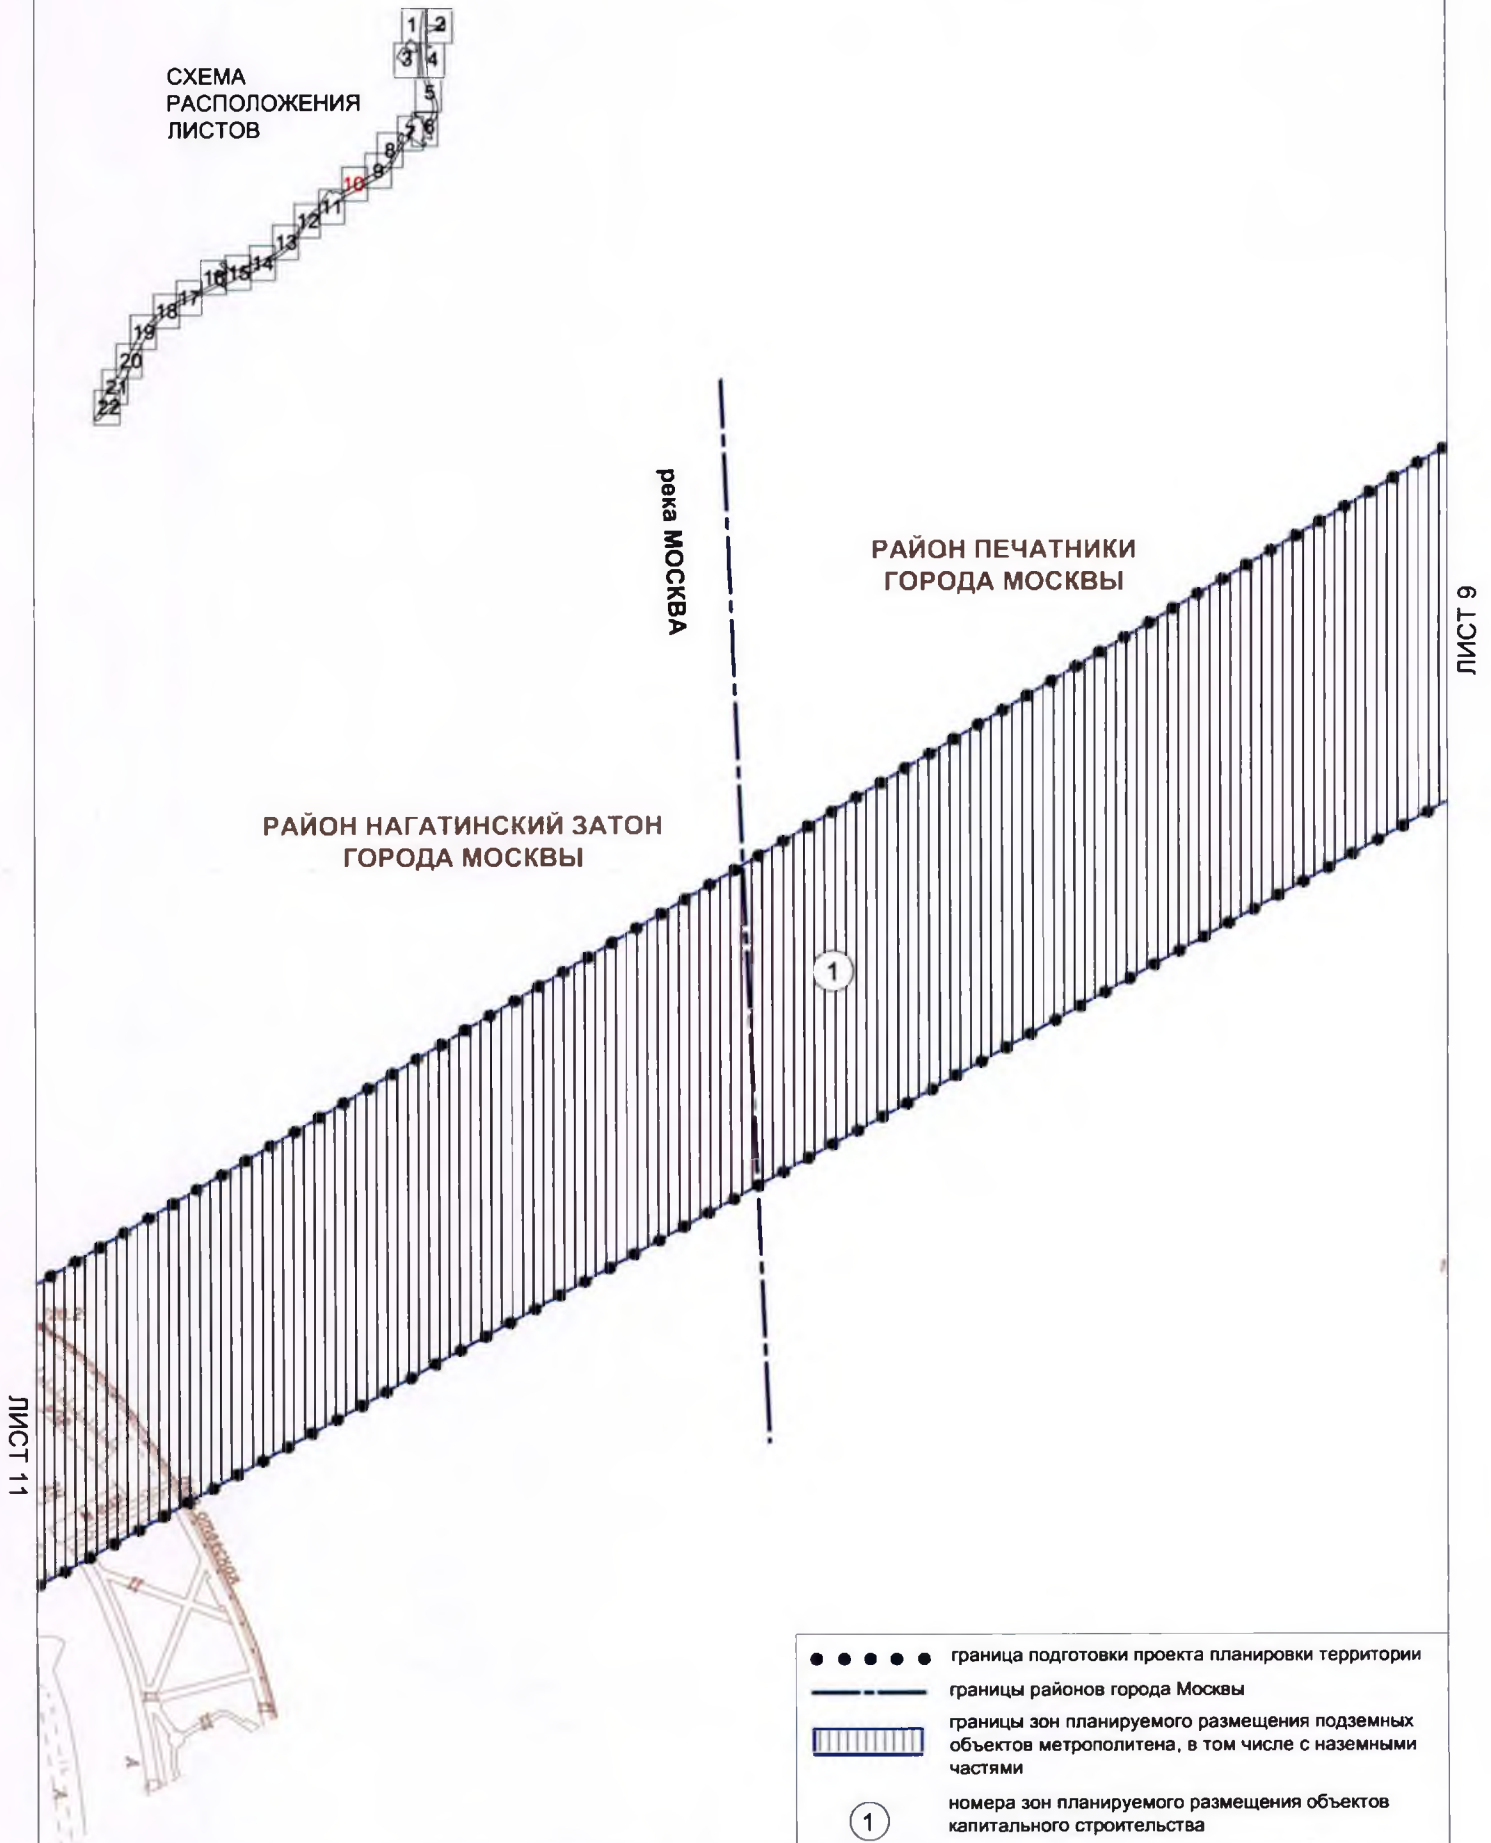 СХЕМА
РАСПОЛОЖЕНИЯ
ЛИСТОВ
1
2
3
4
5
6
7
8
9
10
11
12
13
14
15
16
17
18
19
20
21
22
река МОСКВА
РАЙОН ПЕЧАТНИКИ
ГОРОДА МОСКВЫ
ЛИСТ 9
РАЙОН НАГАТИНСКИЙ ЗАТОН
ГОРОДА МОСКВЫ
1
ЛИСТ 11
граница подготовки проекта планировки территории
границы районов города Москвы
границы зон планируемого размещения подземных
объектов метрополитена, в том числе с наземными
частями
1
номера зон планируемого размещения объектов
капитального строительства